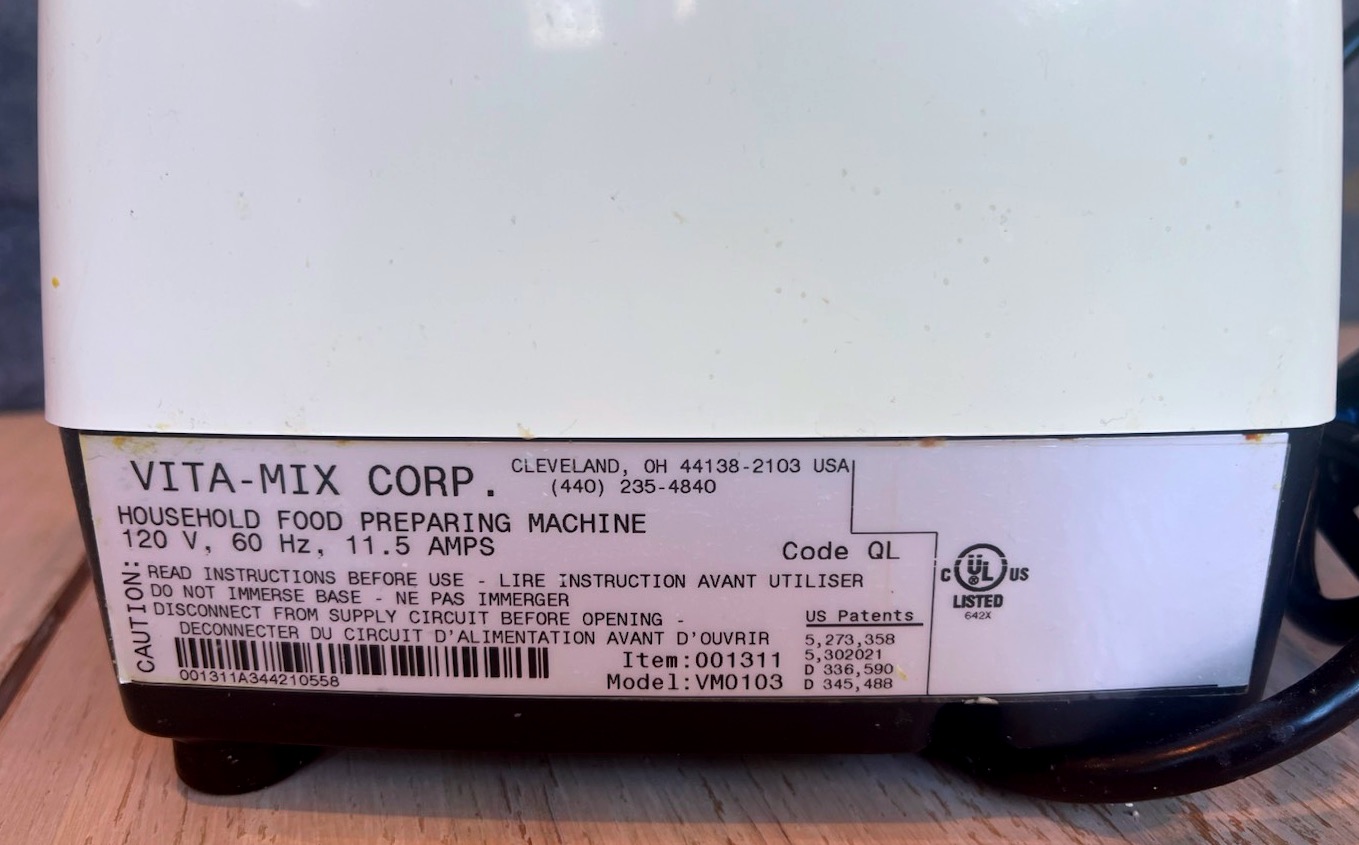 VITA-MIX CORP.
CLEVELAND, OH 44138-2103 USA
(440) 235-4840
HOUSEHOLD FOOD PREPARING MACHINE
120 V, 60 Hz, 11.5 AMPS
Code QL
CAUTION:
READ INSTRUCTIONS BEFORE USE - LIRE INSTRUCTION AVANT UTILISER
DO NOT IMMERSE BASE - NE PAS IMMERGER
DISCONNECT FROM SUPPLY CIRCUIT BEFORE OPENING -
DECONNECTER DU CIRCUIT D'ALIMENTATION AVANT D'OUVRIR
001311A344210558
Item:001311
Model:VM0103
US Patents
5,273,358
5,302021
D 336,590
D 345,488
C UL ® US
LISTED
642X